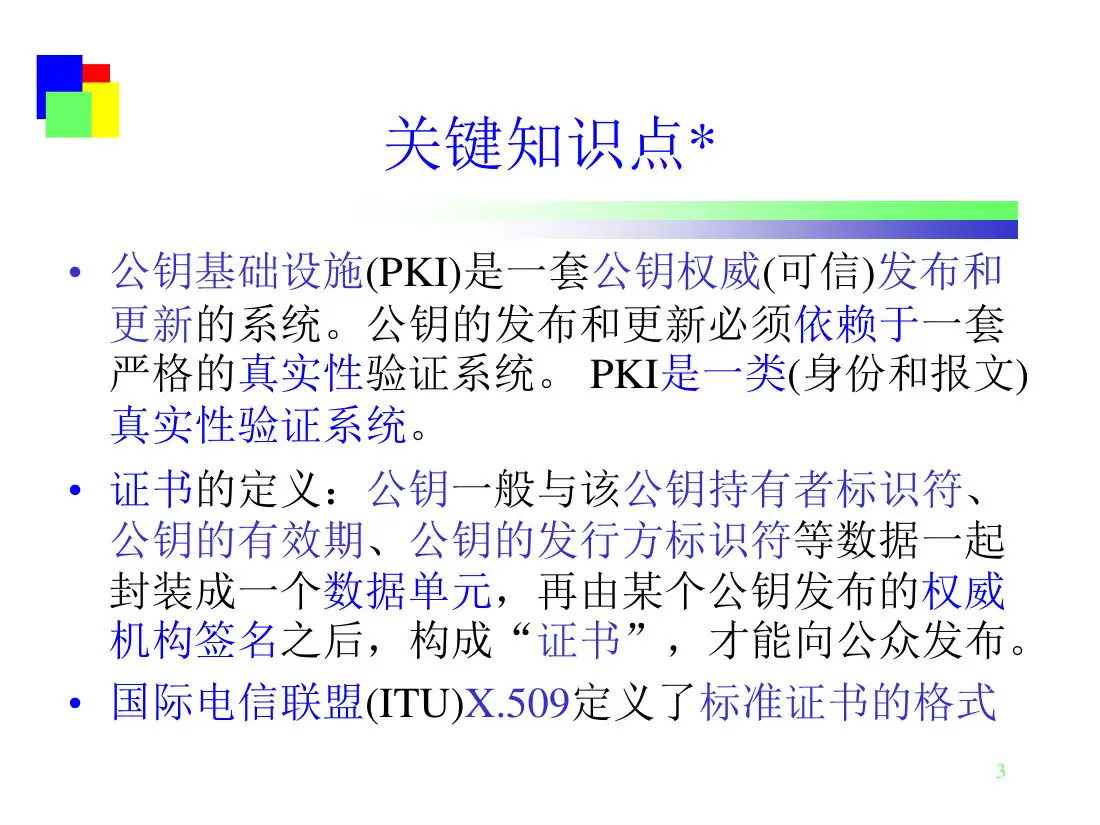 关键知识点*
• 公钥基础设施(PKI)是一套公钥权威(可信)发布和
更新的系统。公钥的发布和更新必须依赖于一套
严格的真实性验证系统。 PKI是一类(身份和报文)
真实性验证系统。
• 证书的定义：公钥一般与该公钥持有者标识符、
公钥的有效期、公钥的发行方标识符等数据一起
封装成一个数据单元，再由某个公钥发布的权威
机构签名之后，构成“证书”，才能向公众发布。
• 国际电信联盟(ITU)X.509定义了标准证书的格式
3